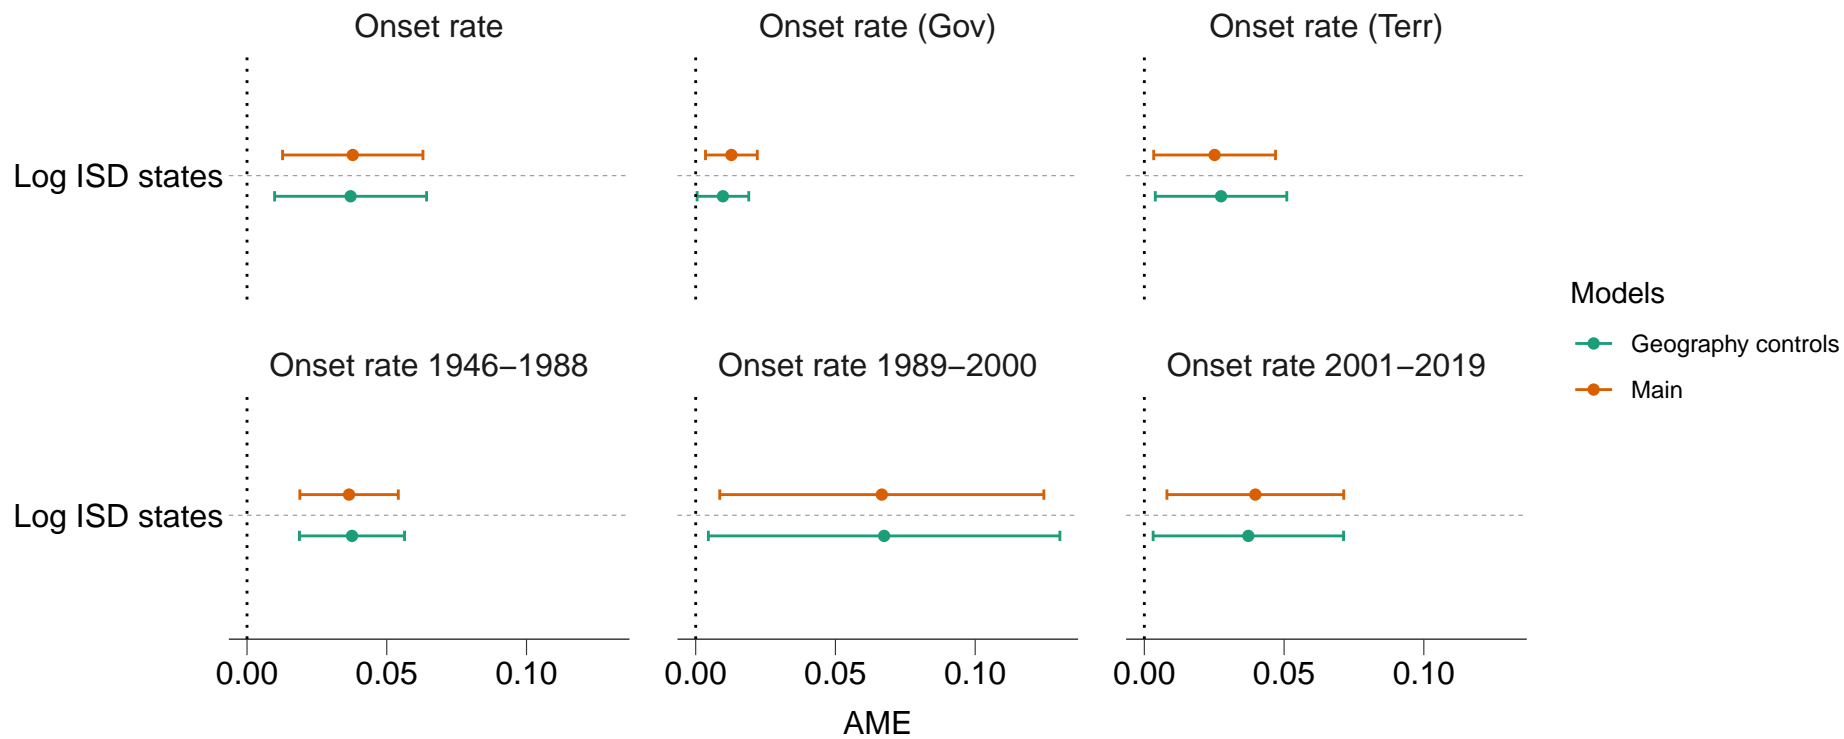 Onset rate
Onset rate (Gov)
Onset rate (Terr)
Log ISD states
Onset rate 1946–1988
Onset rate 1989–2000
Onset rate 2001–2019
Log ISD states
0.00
0.05
0.10
0.00
0.05
0.10
0.00
0.05
0.10
AME
Models
Geography controls
Main